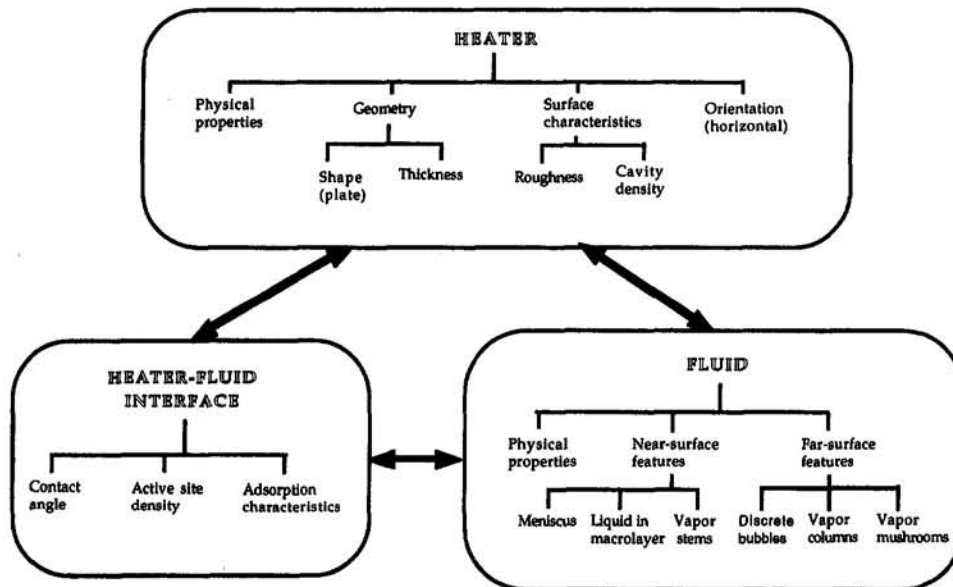 HEATER
Physical
properties
Geometry
Surface
characteristics
Orientation
(horizontal)
Shape
(plate)
Thickness
Roughness
Cavity
density
HEATER-FLUID
INTERFACE
Contact
angle
Active site
density
Adsorption
characteristics
FLUID
Physical
properties
Near-surface
features
Far-surface
features
Meniscus
Liquid in
macrolayer
Vapor
stems
Discrete
bubbles
Vapor
columns
Vapor
mushrooms